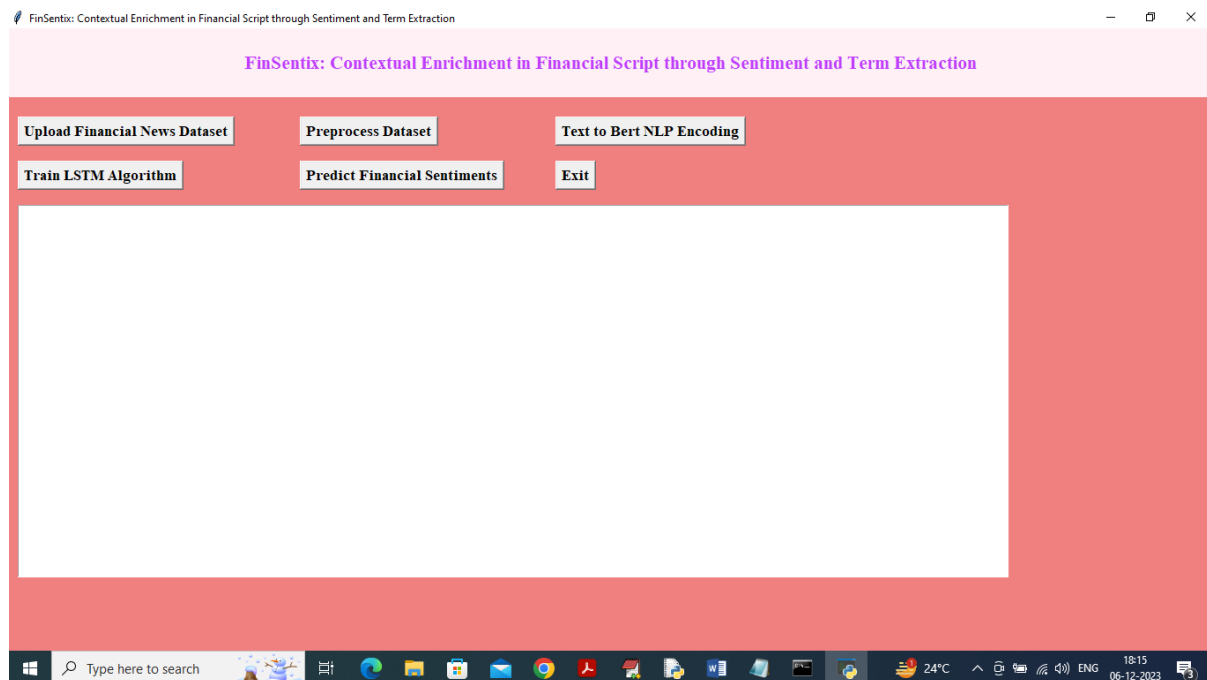 FinSentix: Contextual Enrichment in Financial Script through Sentiment and Term Extraction
FinSentix: Contextual Enrichment in Financial Script through Sentiment and Term Extraction
Upload Financial News Dataset Preprocess Dataset Text to Bert NLP Encoding
Train LSTM Algorithm Predict Financial Sentiments Exit
Type here to search 24°C ENG 18:15
06-12-2023 3